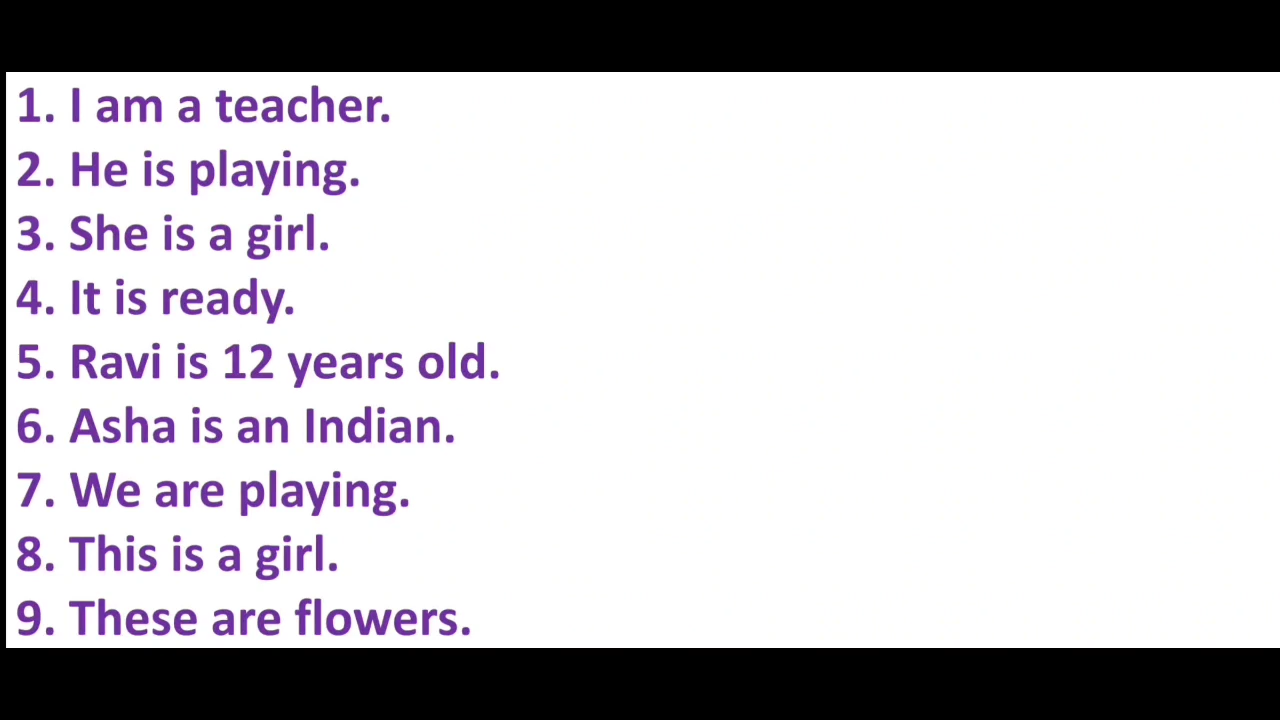 1. I am a teacher.
2. He is playing.
3. She is a girl.
4. It is ready.
5. Ravi is 12 years old.
6. Asha is an Indian.
7. We are playing.
8. This is a girl.
9. These are flowers.